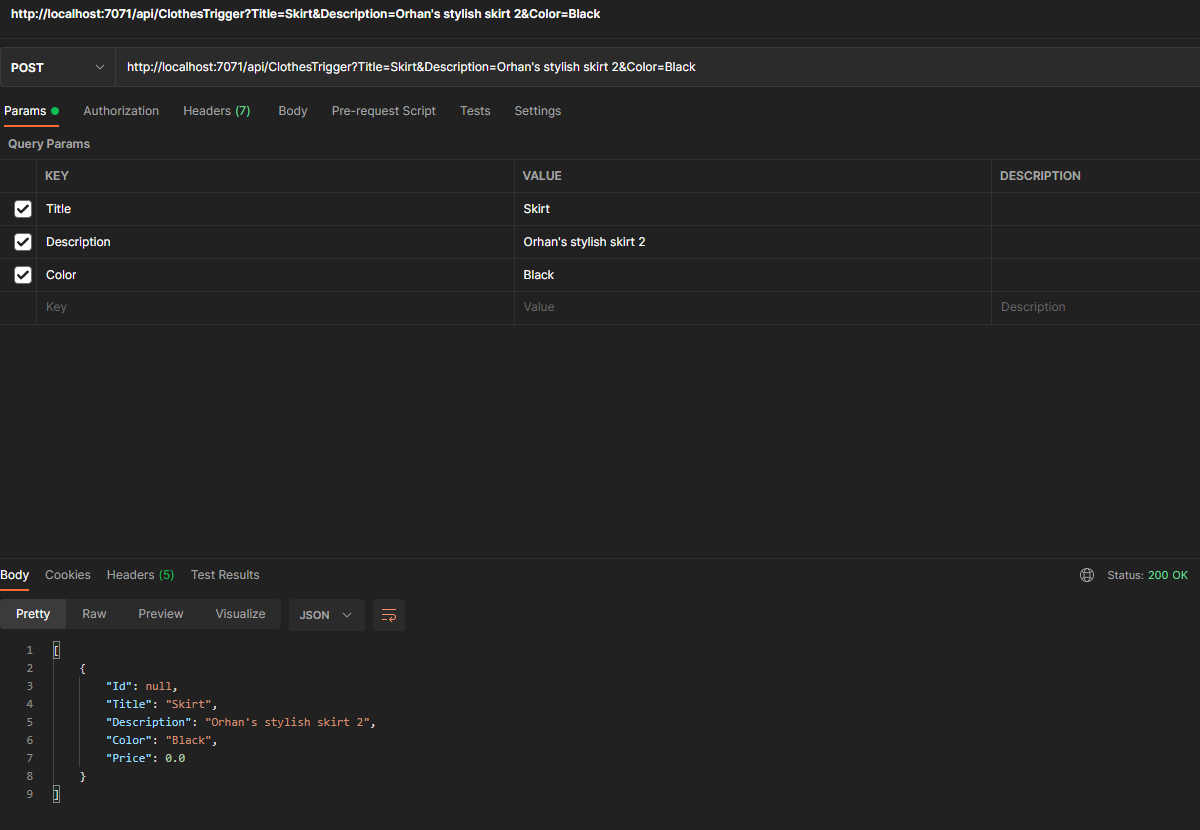 http://localhost:7071/api/ClothesTrigger?Title=Skirt&Description=Orhan's stylish skirt 2&Color=Black
POST http://localhost:7071/api/ClothesTrigger?Title=Skirt&Description=Orhan's stylish skirt 2&Color=Black
Params Authorization Headers (7) Body Pre-request Script Tests Settings
Query Params
KEY VALUE DESCRIPTION
Title Skirt
Description Orhan's stylish skirt 2
Color Black
Key Value Description
Body Cookies Headers (5) Test Results Status: 200 OK
Pretty Raw Preview Visualize JSON
1 [
2 {
3 "Id": null,
4 "Title": "Skirt",
5 "Description": "Orhan's stylish skirt 2",
6 "Color": "Black",
7 "Price": 0.0
8 }
9 ]